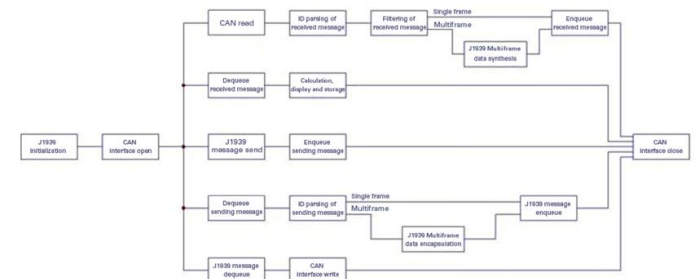 CAN read
ID parsing of
received message
Filtering of
received message
Single frame
Multiframe
J1939 Multiframe
data synthesis
Enqueue
received message
Dequeue
received message
Calculation,
display and storage
J1939
initialization
CAN
interface open
J1939
message send
Enqueue
sending message
CAN
interface close
Dequeue
sending message
ID parsing of
sending message
Single frame
Multiframe
J1939 Multiframe
data encapsulation
J1939 message
enqueue
J1939 message
dequeue
CAN
interface write